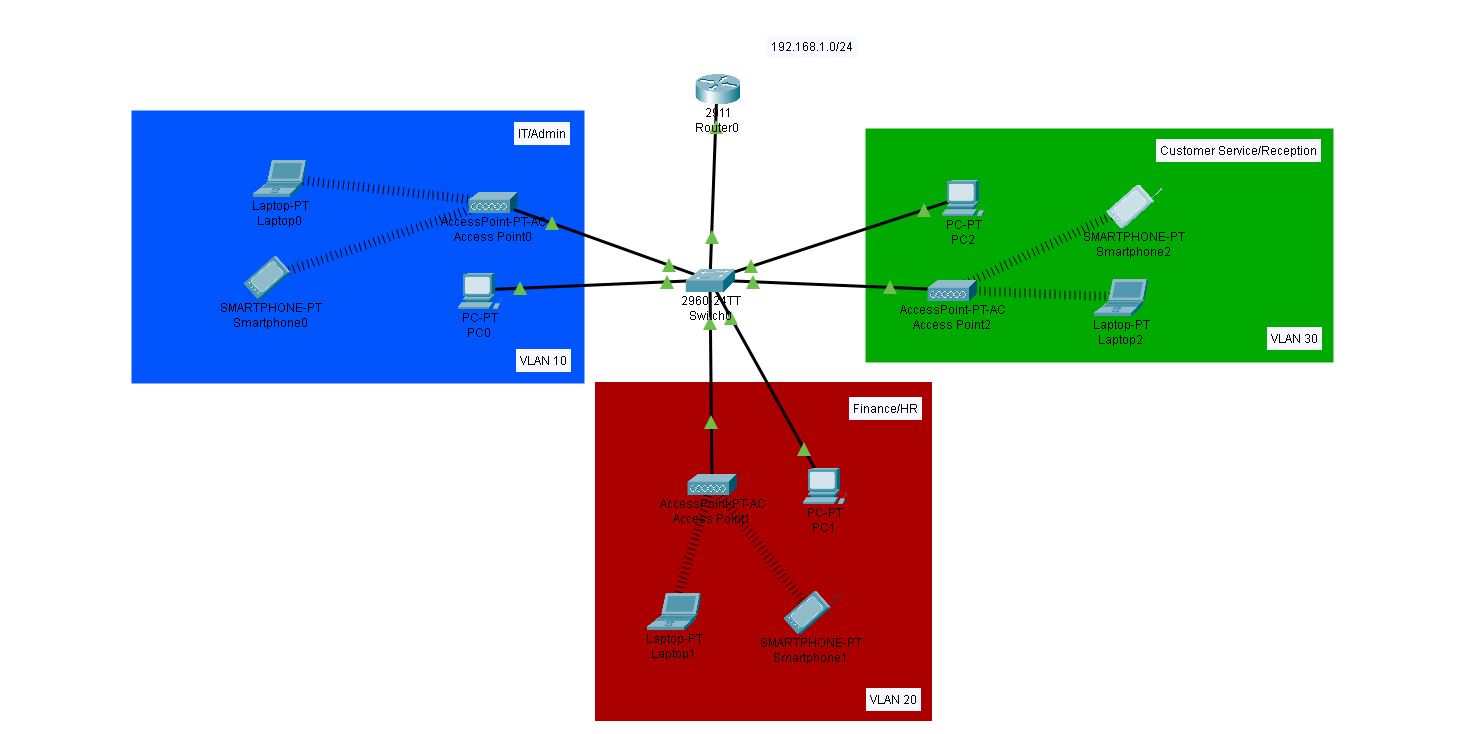 192.168.1.0/24
2911
Router0
IT/Admin
Laptop-PT
Laptop0
AccessPoint-PT-AC
Access Point0
SMARTPHONE-PT
Smartphone0
PC-PT
PC0
VLAN 10
2960-24TT
Switch0
Customer Service/Reception
PC-PT
PC2
SMARTPHONE-PT
Smartphone2
AccessPoint-PT-AC
Access Point2
Laptop-PT
Laptop2
VLAN 30
Finance/HR
AccessPoint-PT-AC
Access Point1
PC-PT
PC1
Laptop-PT
Laptop1
SMARTPHONE-PT
Smartphone1
VLAN 20